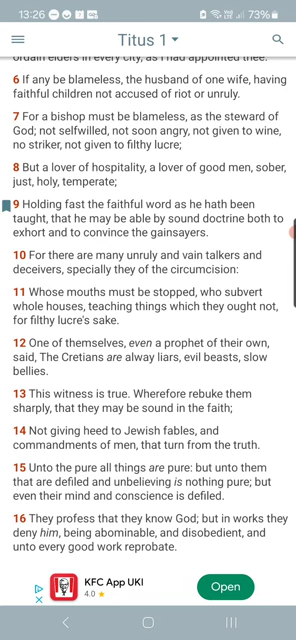 13:26
73%
Titus 1
ordain elders in every city, as I had appointed thee:
6 If any be blameless, the husband of one wife, having
faithful children not accused of riot or unruly.
7 For a bishop must be blameless, as the steward of
God; not selfwilled, not soon angry, not given to wine,
no striker, not given to filthy lucre;
8 But a lover of hospitality, a lover of good men, sober,
just, holy, temperate;
9 Holding fast the faithful word as he hath been
taught, that he may be able by sound doctrine both to
exhort and to convince the gainsayers.
10 For there are many unruly and vain talkers and
deceivers, specially they of the circumcision:
11 Whose mouths must be stopped, who subvert
whole houses, teaching things which they ought not,
for filthy lucre's sake.
12 One of themselves, even a prophet of their own,
said, The Cretians are alway liars, evil beasts, slow
bellies.
13 This witness is true. Wherefore rebuke them
sharply, that they may be sound in the faith;
14 Not giving heed to Jewish fables, and
commandments of men, that turn from the truth.
15 Unto the pure all things are pure: but unto them
that are defiled and unbelieving is nothing pure; but
even their mind and conscience is defiled.
16 They profess that they know God; but in works they
deny him, being abominable, and disobedient, and
unto every good work reprobate.
KFC App UKI
4.0 ★
Open